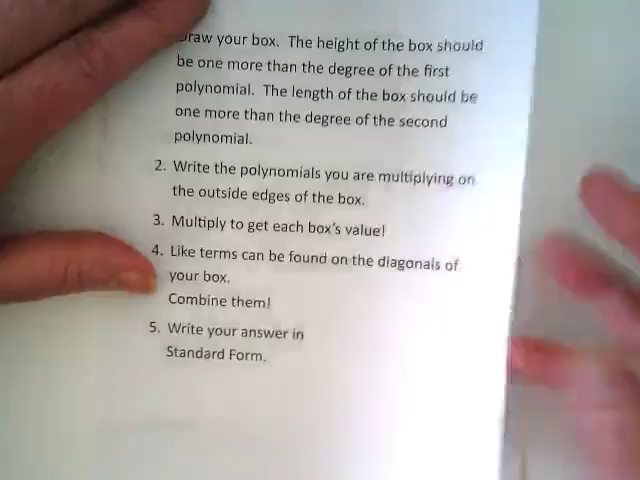 Draw your box. The height of the box should
be one more than the degree of the first
polynomial. The length of the box should be
one more than the degree of the second
polynomial.
2. Write the polynomials you are multiplying on
the outside edges of the box.
3. Multiply to get each box's value!
4. Like terms can be found on the diagonals of
your box.
Combine them!
5. Write your answer in
Standard Form.